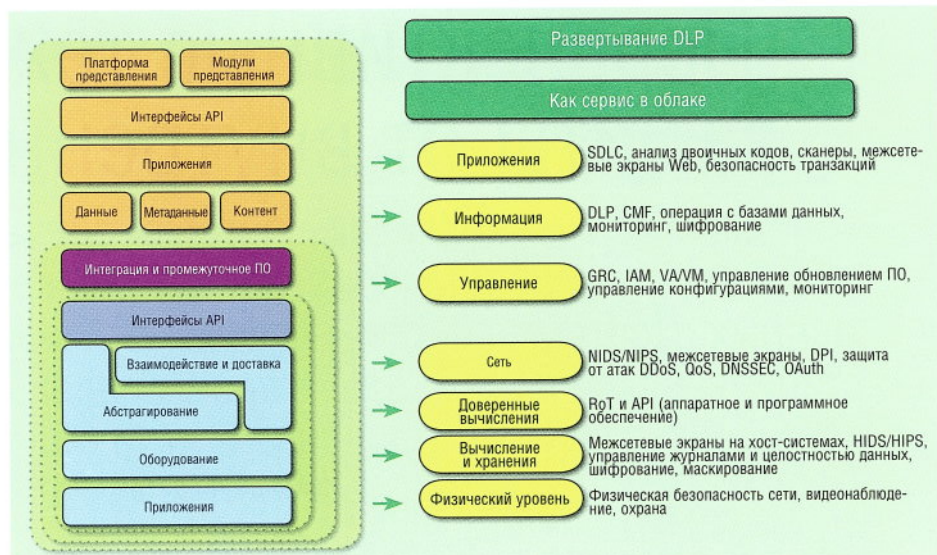 Платформа
представления
Модули
представления
Интерфейсы API
Приложения
Данные
Метаданные
Контент
Интеграция и промежуточное ПО
Интерфейсы API
Взаимодействие и доставка
Абстрагирование
Оборудование
Приложения
Развертывание DLP
Как сервис в облаке
Приложения
SDLC, анализ двоичных кодов, сканеры, межсете-
вые экраны Web, безопасность транзакций
Информация
DLP, CMF, операция с базами данных,
мониторинг, шифрование
Управление
GRC, IAM, VA/VM, управление обновлением ПО,
управление конфигурациями, мониторинг
Сеть
NIDS/NIPS, межсетевые экраны, DPI, защита
от атак DDoS, QoS, DNSSEC, OAuth
Доверенные
вычисления
RoT и API (аппаратное и программное
обеспечение)
Вычисление
и хранения
Межсетевые экраны на хост-системах, HIDS/HIPS,
управление журналами и целостностью данных,
шифрование, маскирование
Физический уровень
Физическая безопасность сети, видеонаблюде-
ние, охрана